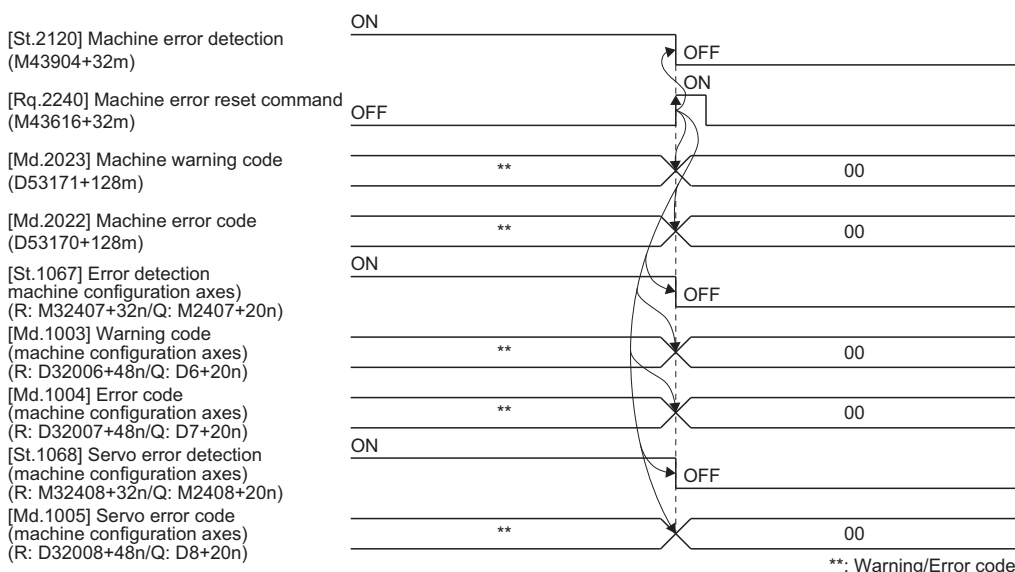 ON
[St.2120] Machine error detection
(M43904+32m)
OFF
ON
[Rq.2240] Machine error reset command
(M43616+32m)
OFF
[Md.2023] Machine warning code
(D53171+128m)
**
00
[Md.2022] Machine error code
(D53170+128m)
**
00
ON
[St.1067] Error detection
machine configuration axes)
(R: M32407+32n/Q: M2407+20n)
OFF
[Md.1003] Warning code
(machine configuration axes)
(R: D32006+48n/Q: D6+20n)
**
00
[Md.1004] Error code
(machine configuration axes)
(R: D32007+48n/Q: D7+20n)
**
00
ON
[St.1068] Servo error detection
(machine configuration axes)
(R: M32408+32n/Q: M2408+20n)
OFF
[Md.1005] Servo error code
(machine configuration axes)
(R: D32008+48n/Q: D8+20n)
**
00
**: Warning/Error code